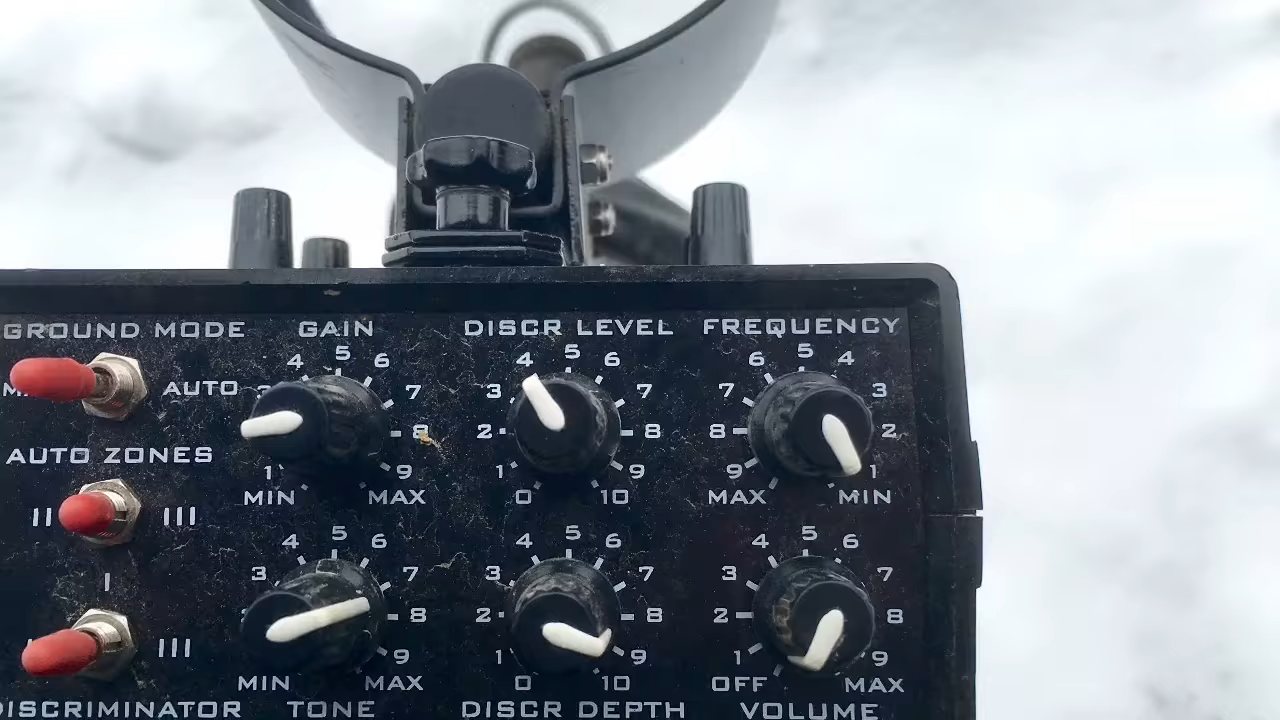 GROUND MODE GAIN DISCR LEVEL FREQUENCY
4 5 6 4 5 6 6 5 4
AUTO 7 3 7 7 3
8 2 8 8 2
AUTO ZONES 1 9 1 9 9 1
MIN MAX 0 10 MAX MIN
II III
5 5 5
4 6 4 6 4 6
I 3 7 3 7 3 7
8 2 8 2 8
III 9 1 9 1 9
MIN MAX 0 10 OFF MAX
DISCRIMINATOR TONE DISCR DEPTH VOLUME